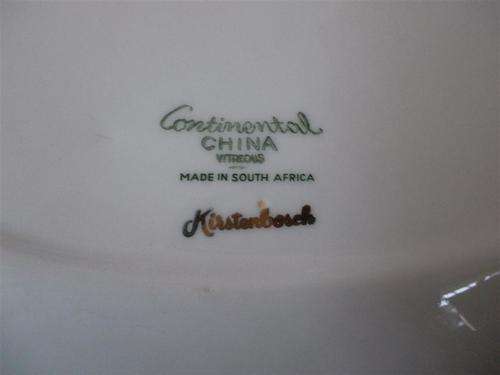 Continental
CHINA
VITREOUS
MADE IN SOUTH AFRICA
Kirstenbosch